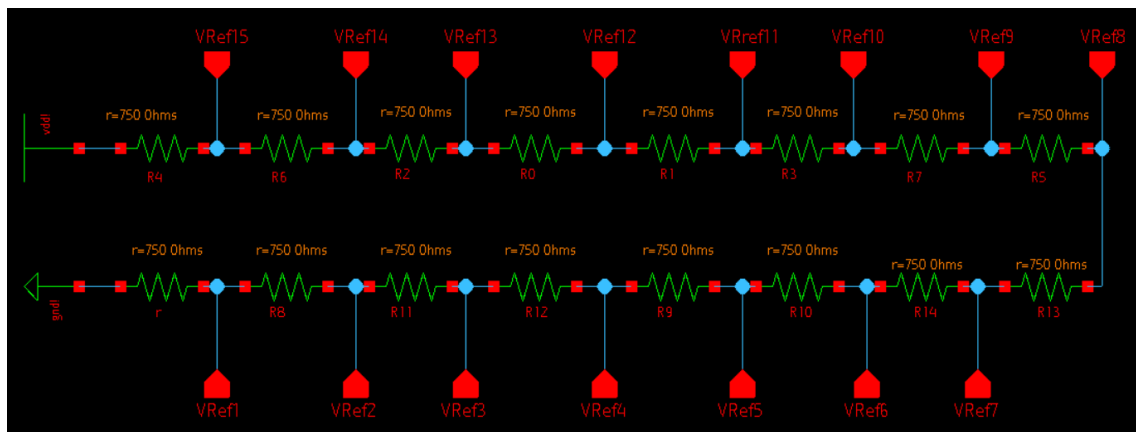 VRef15 VRef14 VRef13 VRef12 VRref11 VRef10 VRef9 VRef8
r=750 Ohms r=750 Ohms r=750 Ohms r=750 Ohms r=750 Ohms r=750 Ohms r=750 Ohms r=750 Ohms
vdd!
R4 R6 R2 R0 R1 R3 R7 R5
r=750 Ohms r=750 Ohms r=750 Ohms r=750 Ohms r=750 Ohms r=750 Ohms r=750 Ohms r=750 Ohms
gnd!
r R8 R11 R12 R9 R10 R14 R13
VRef1 VRef2 VRef3 VRef4 VRef5 VRef6 VRef7